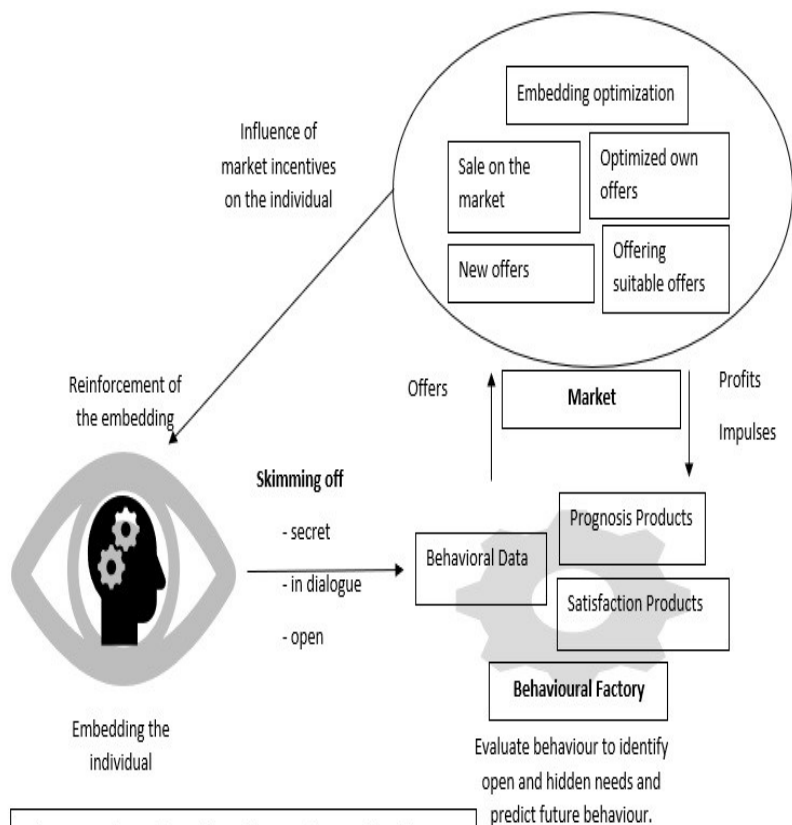 Embedding optimization
Influence of
market incentives
on the individual
Sale on the
market
Optimized own
offers
New offers
Offering
suitable offers
Reinforcement of
the embedding
Offers
Market
Profits
Impulses
Skimming off
- secret
- in dialogue
- open
Behavioral Data
Prognosis Products
Satisfaction Products
Embedding the
individual
Behavioural Factory
Evaluate behaviour to identify
open and hidden needs and
predict future behaviour.